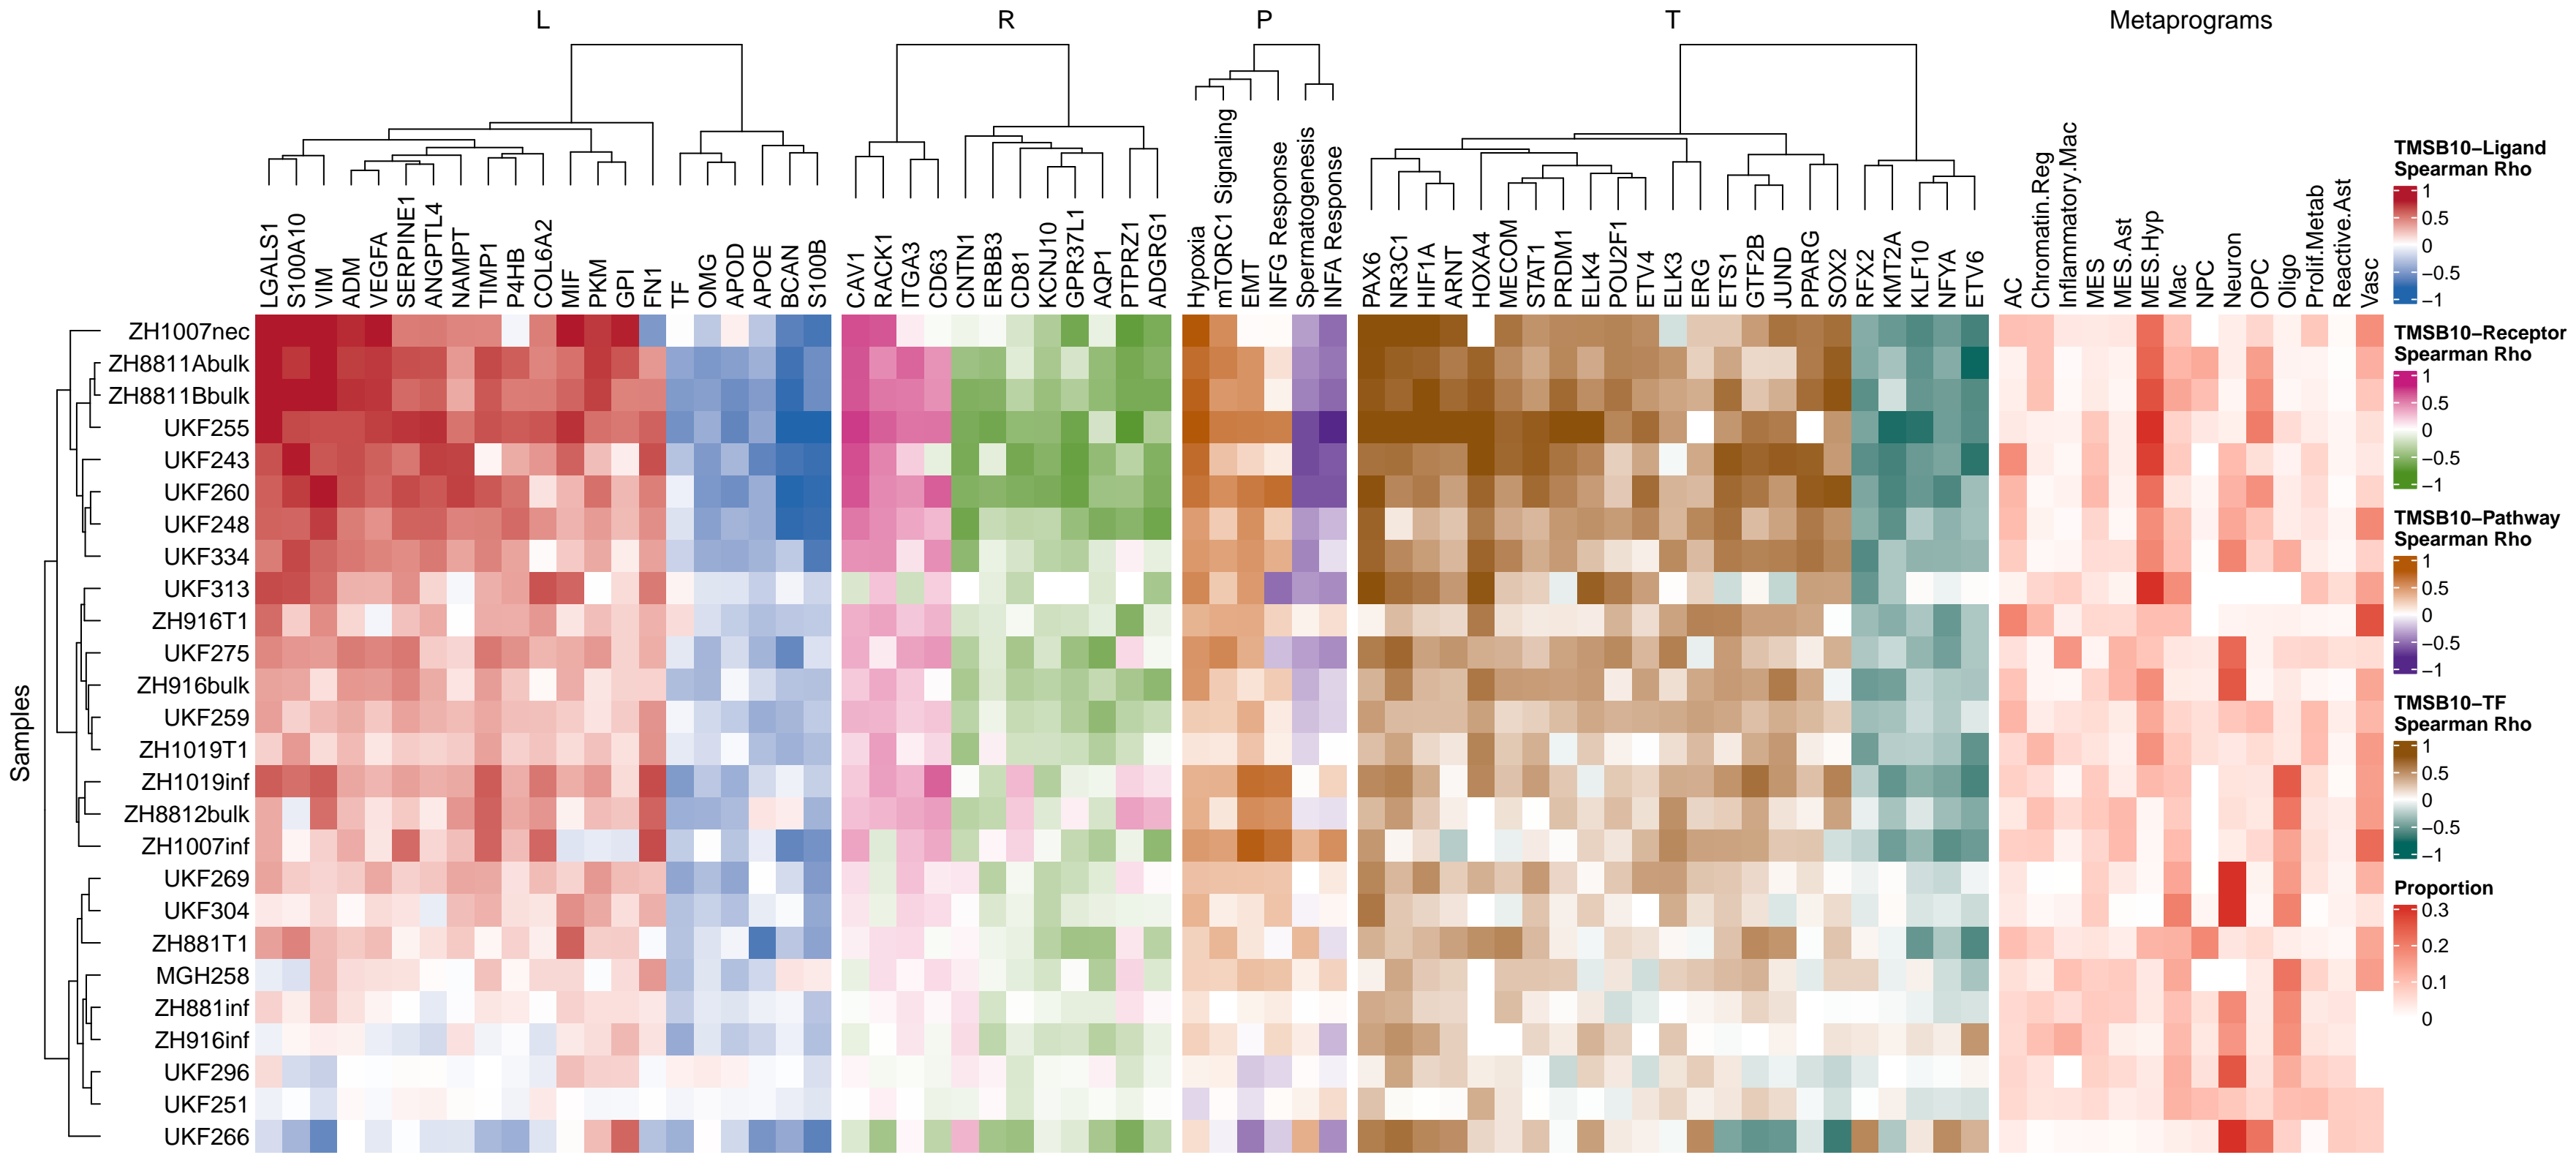 L
R
P
T
Metaprograms
LGALS1
S100A10
VIM
ADM
VEGFA
SERPINE1
ANGPTL4
NAMPT
TIMP1
P4HB
COL6A2
MIF
PKM
GPI
FN1
TF
OMG
APOD
APOE
BCAN
S100B
CAV1
RACK1
ITGA3
CD63
CNTN1
ERBB3
CD81
KCNJ10
GPR37L1
AQP1
PTPRZ1
ADGRG1
Hypoxia
mTORC1 Signaling
EMT
INFG Response
Spermatogenesis
INFA Response
PAX6
NR3C1
HIF1A
ARNT
HOXA4
MECOM
STAT1
PRDM1
ELK4
POU2F1
ETV4
ELK3
ERG
ETS1
GTF2B
JUND
PPARG
SOX2
RFX2
KMT2A
KLF10
NFYA
ETV6
AC
Chromatin.Reg
Inflammatory.Mac
MES
MES.Ast
MES.Hyp
Mac
NPC
Neuron
OPC
Oligo
Prolif.Metab
Reactive.Ast
Vasc
Samples
ZH1007nec
ZH8811Abulk
ZH8811Bbulk
UKF255
UKF243
UKF260
UKF248
UKF334
UKF313
ZH916T1
UKF275
ZH916bulk
UKF259
ZH1019T1
ZH1019inf
ZH8812bulk
ZH1007inf
UKF269
UKF304
ZH881T1
MGH258
ZH881inf
ZH916inf
UKF296
UKF251
UKF266
TMSB10−Ligand
Spearman Rho
1
0.5
0
−0.5
−1
TMSB10−Receptor
Spearman Rho
1
0.5
0
−0.5
−1
TMSB10−Pathway
Spearman Rho
1
0.5
0
−0.5
−1
TMSB10−TF
Spearman Rho
1
0.5
0
−0.5
−1
Proportion
0.3
0.2
0.1
0